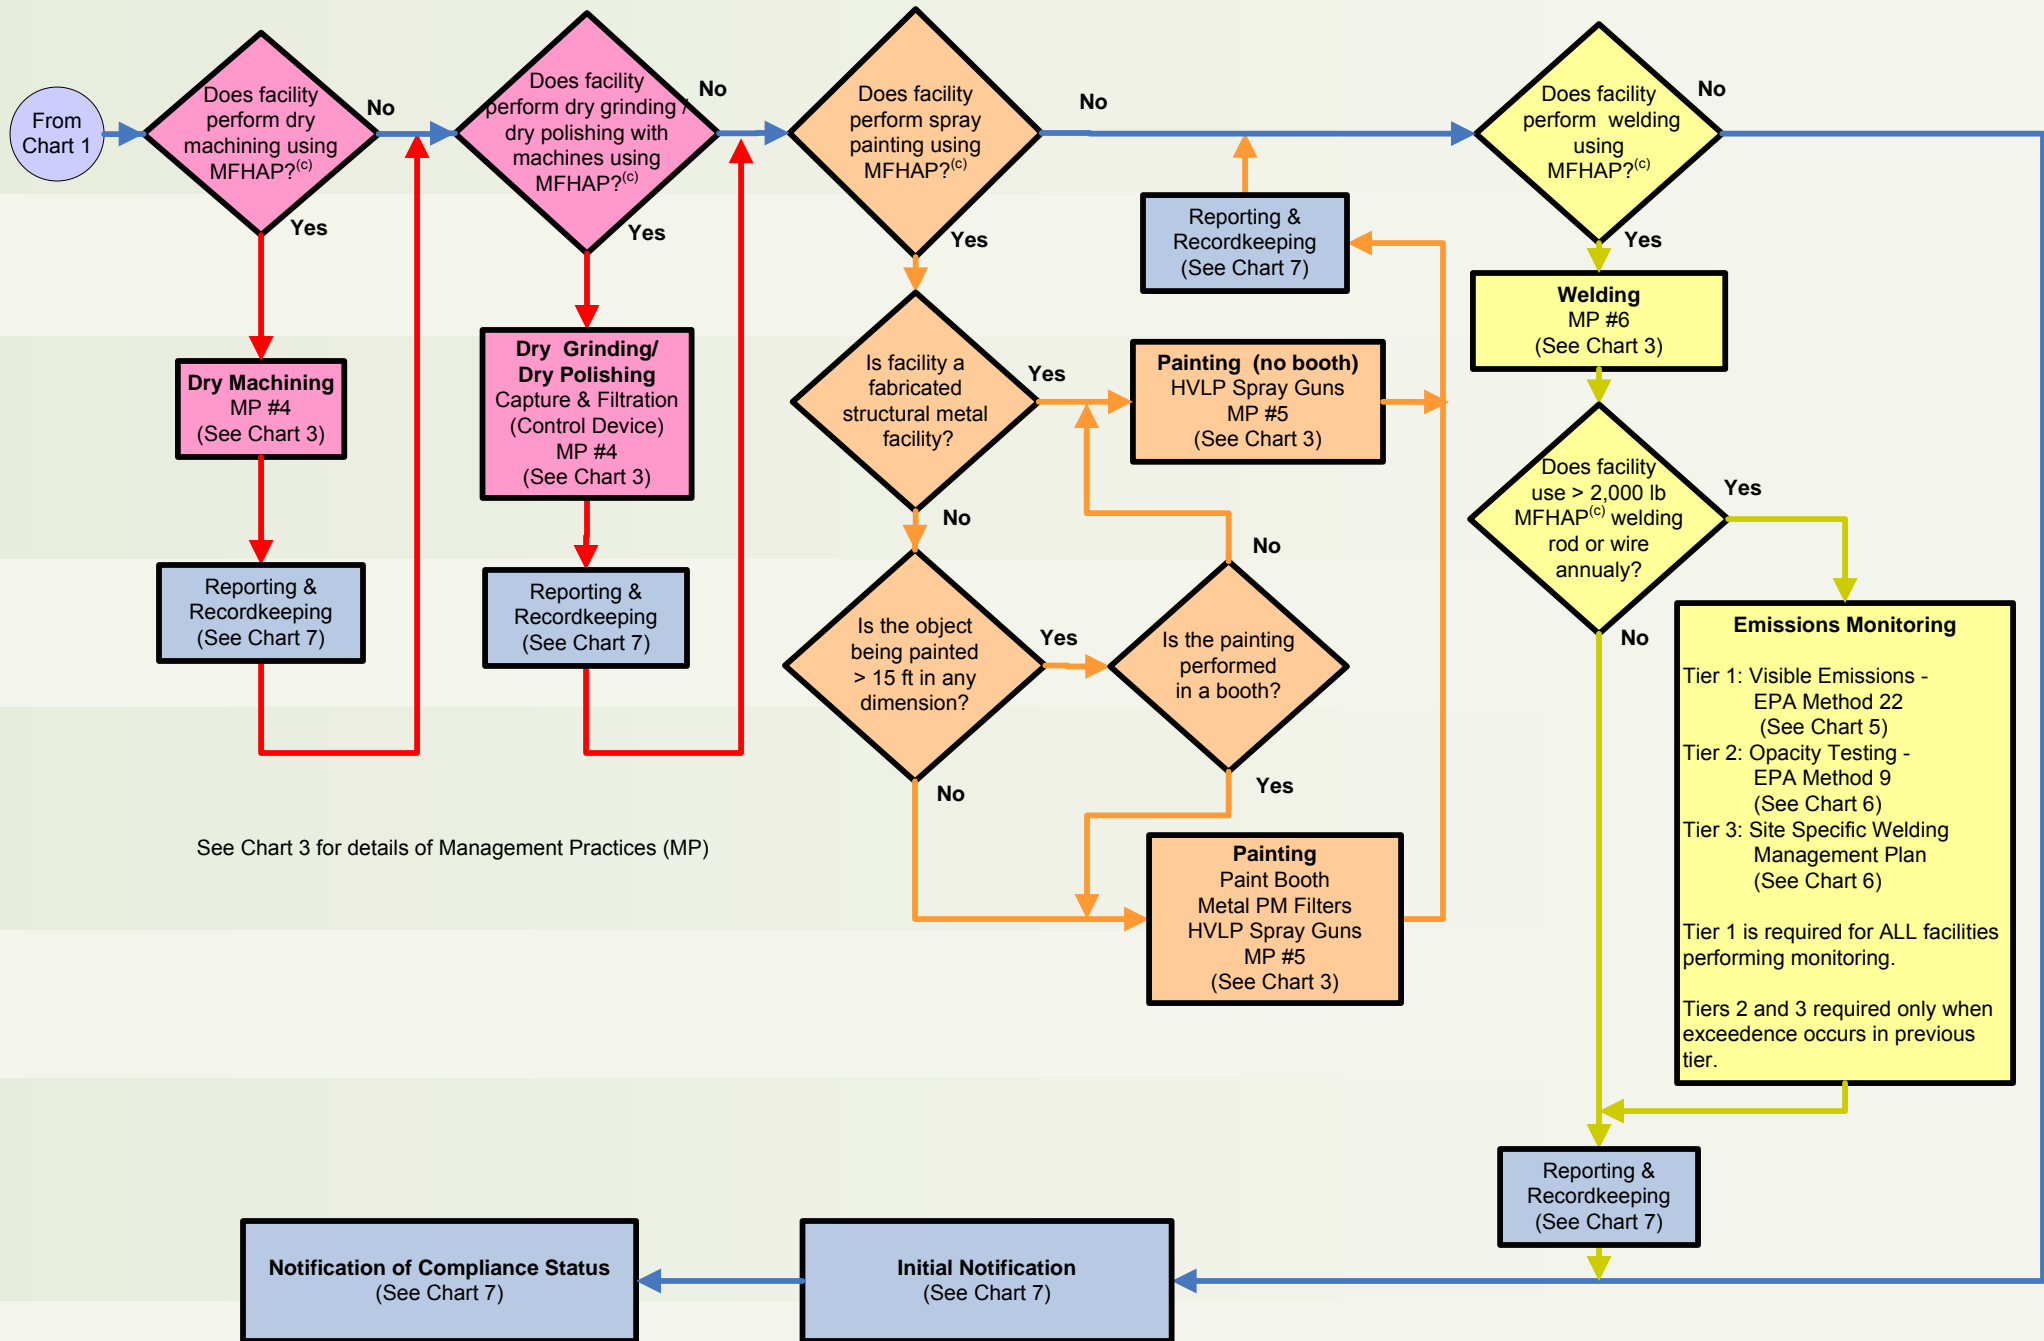 From
Chart 1
Does facility
perform dry
machining using
MFHAP?(c)
No
Yes
Dry Machining
MP #4
(See Chart 3)
Reporting &
Recordkeeping
(See Chart 7)
Does facility
perform dry grinding /
dry polishing with
machines using
MFHAP?(c)
No
Yes
Dry Grinding/
Dry Polishing
Capture & Filtration
(Control Device)
MP #4
(See Chart 3)
Reporting &
Recordkeeping
(See Chart 7)
Does facility
perform spray
painting using
MFHAP?(c)
No
Yes
Reporting &
Recordkeeping
(See Chart 7)
Is facility a
fabricated
structural metal
facility?
Yes
No
Painting (no booth)
HVLP Spray Guns
MP #5
(See Chart 3)
Is the object
being painted
> 15 ft in any
dimension?
Yes
No
Is the painting
performed
in a booth?
No
Yes
Painting
Paint Booth
Metal PM Filters
HVLP Spray Guns
MP #5
(See Chart 3)
Does facility
perform welding
using
MFHAP?(c)
No
Yes
Welding
MP #6
(See Chart 3)
Does facility
use > 2,000 lb
MFHAP(c) welding
rod or wire
annualy?
Yes
No
Emissions Monitoring
Tier 1: Visible Emissions -
EPA Method 22
(See Chart 5)
Tier 2: Opacity Testing -
EPA Method 9
(See Chart 6)
Tier 3: Site Specific Welding
Management Plan
(See Chart 6)
Tier 1 is required for ALL facilities
performing monitoring.
Tiers 2 and 3 required only when
exceedence occurs in previous
tier.
Reporting &
Recordkeeping
(See Chart 7)
See Chart 3 for details of Management Practices (MP)
Initial Notification
(See Chart 7)
Notification of Compliance Status
(See Chart 7)